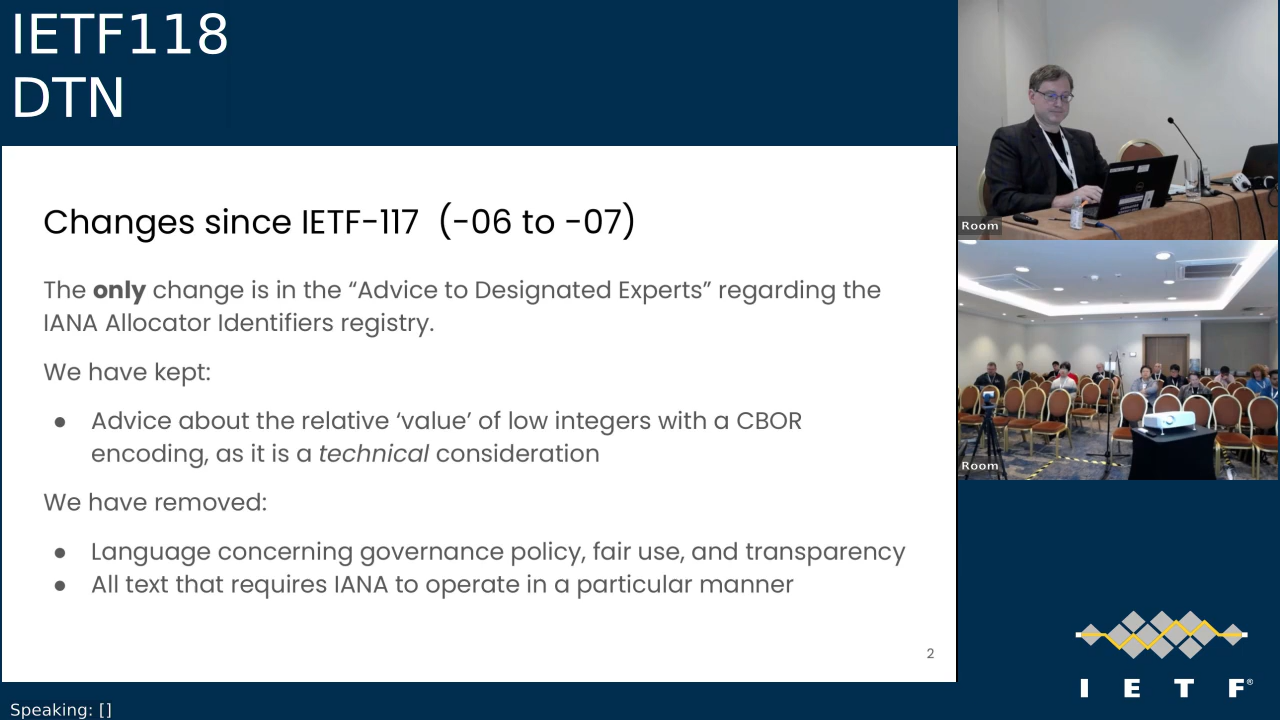 IETF118
DTN
Changes since IETF-117 (-06 to -07)
The only change is in the “Advice to Designated Experts” regarding the
IANA Allocator Identifiers registry.
We have kept:
● Advice about the relative ‘value’ of low integers with a CBOR
encoding, as it is a technical consideration
We have removed:
● Language concerning governance policy, fair use, and transparency
● All text that requires IANA to operate in a particular manner
2
Room
Room
I E T F®
Speaking: []